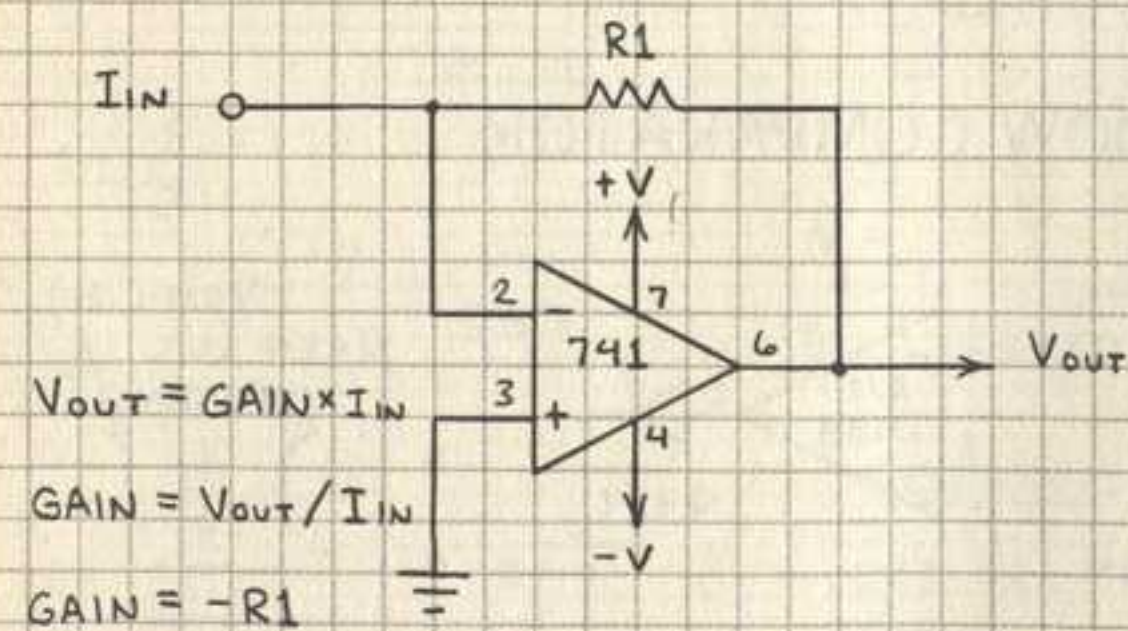 R1
IIN
+V
2
-
7
741
6
VOUT
3
+
4
VOUT = GAIN×IIN
GAIN = VOUT/IIN
-V
GAIN = -R1